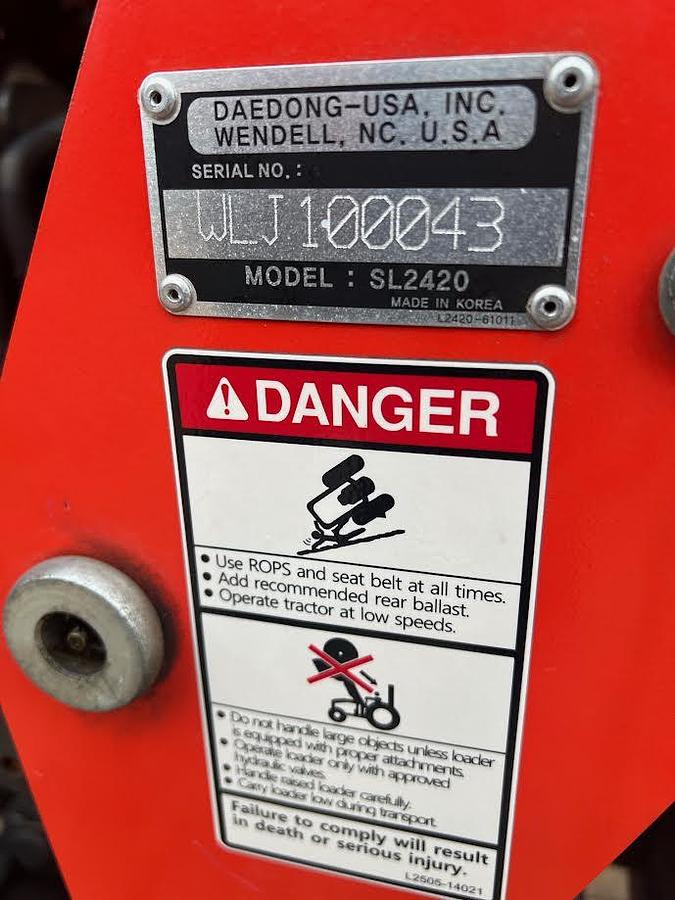 DAEDONG-USA, INC.
WENDELL, NC. U.S.A
SERIAL NO. :
WLJ100043
MODEL : SL2420
MADE IN KOREA
L2420-61011
DANGER
• Use ROPS and seat belt at all times.
• Add recommended rear ballast.
• Operate tractor at low speeds.
• Do not handle large objects unless loader
is equipped with proper attachments.
• Operate loader only with approved
hydraulic valves.
• Handle raised loader carefully.
• Carry loader low during transport.
Failure to comply will result
in death or serious injury.
L2505-14021